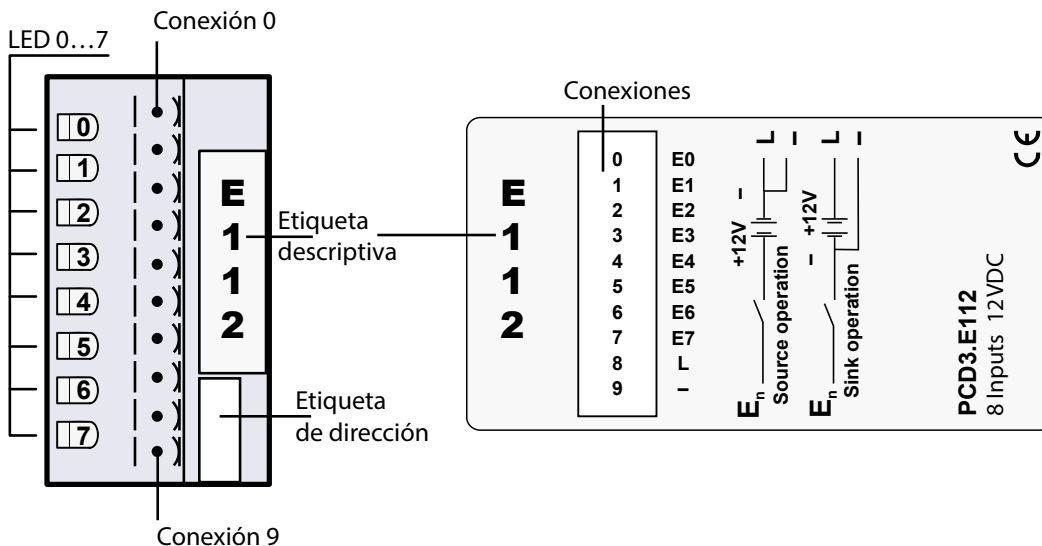 Conexión 0
LED 0…7
0
1
2
3
4
5
6
7
E
1
1
2
Etiqueta
descriptiva
Etiqueta
de dirección
Conexión 9
Conexiones
E
1
1
2
0 E0
1 E1
2 E2
3 E3
4 E4
5 E5
6 E6
7 E7
8 L
9 –
L
–
–
+12V
En
Source operation
L
–
+12V
–
En
Sink operation
PCD3.E112
8 Inputs 12VDC
CE